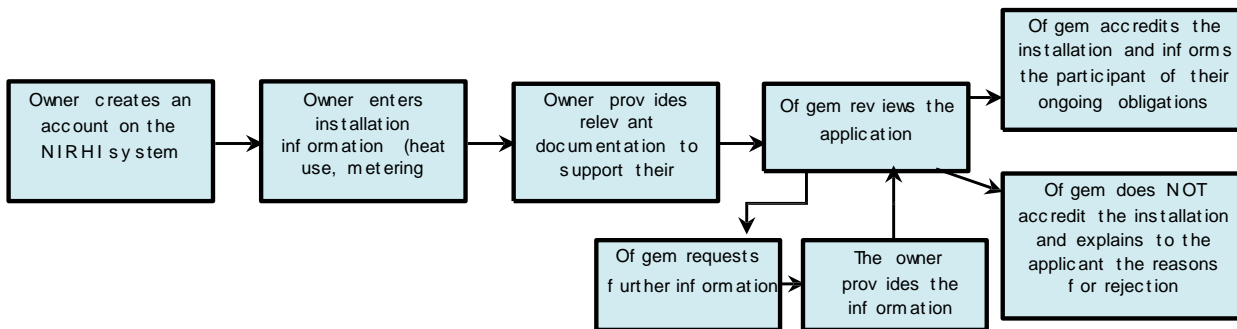 Owner creates an
account on the
NIRHI system
Owner enters
installation
information (heat
use, metering
Owner provides
relevant
documentation to
support their
Ofgem reviews the
application
Ofgem requests
further information
The owner
provides the
information
Ofgem accredits the
installation and informs
the participant of their
ongoing obligations
Ofgem does NOT
accredit the installation
and explains to the
applicant the reasons
for rejection